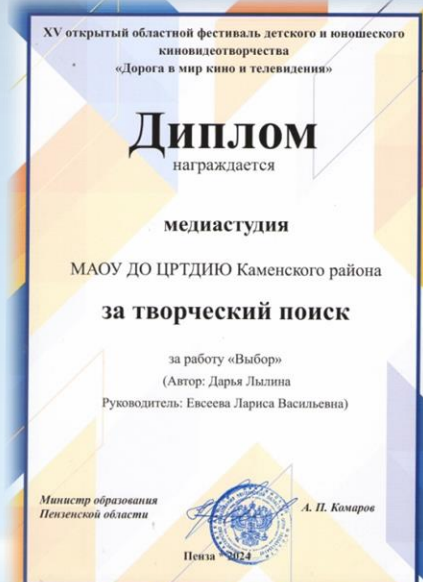 XV открытый областной фестиваль детского и юношеского
киновидеотворчества
«Дорога в мир кино и телевидения»
Диплом
награждается
медиастудия
МАОУ ДО ЦРТДИЮ Каменского района
за творческий поиск
за работу «Выбор»
(Автор: Дарья Лылина
Руководитель: Евсеева Лариса Васильевна)
Министр образования
Пензенской области
А. П. Комаров
Пенза - 2024